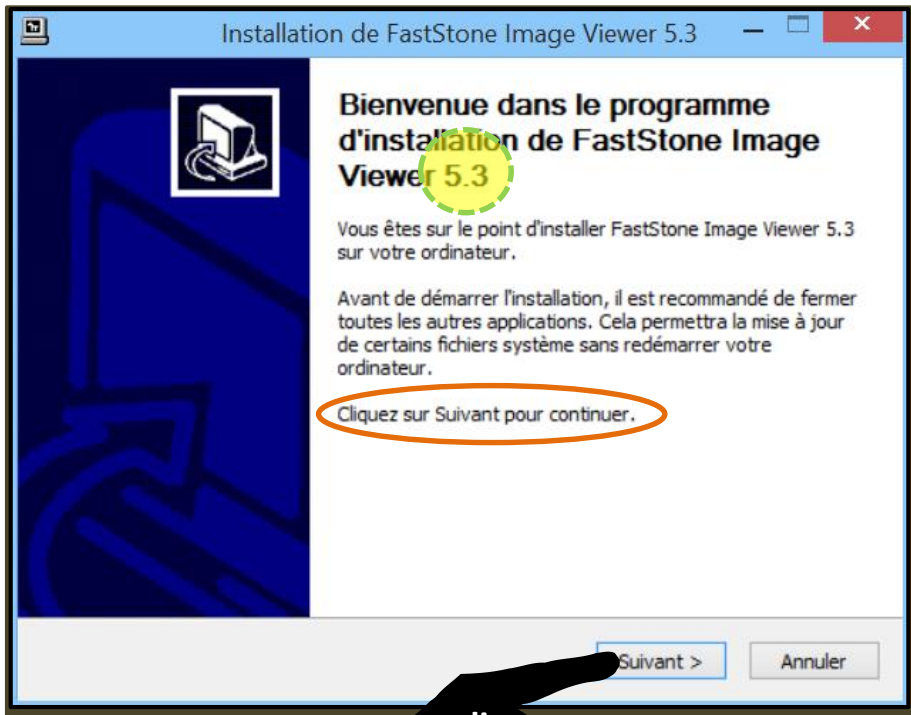 Installation de FastStone Image Viewer 5.3
Bienvenue dans le programme
d'installation de FastStone Image
Viewer 5.3
Vous êtes sur le point d'installer FastStone Image Viewer 5.3
sur votre ordinateur.
Avant de démarrer l'installation, il est recommandé de fermer
toutes les autres applications. Cela permettra la mise à jour
de certains fichiers système sans redémarrer votre
ordinateur.
Cliquez sur Suivant pour continuer.
Suivant >
Annuler